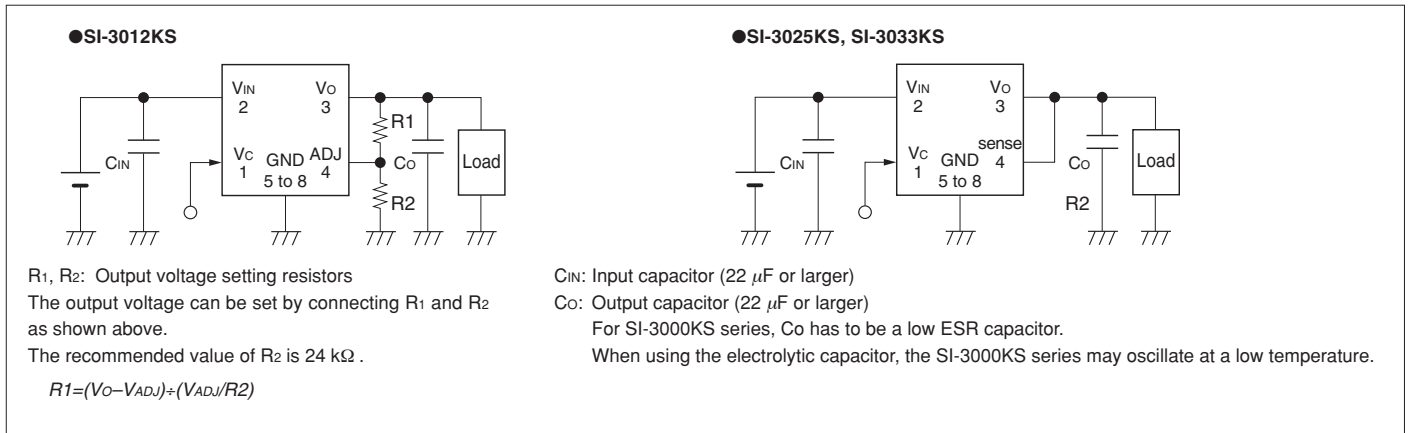 ●SI-3012KS
VIN
2
VO
3
R1
VC
1
GND
5 to 8
ADJ
4
CIN
CO
Load
R2
●SI-3025KS, SI-3033KS
VIN
2
VO
3
VC
1
GND
5 to 8
sense
4
CIN
CO
Load
R2
R1, R2: Output voltage setting resistors
The output voltage can be set by connecting R1 and R2
as shown above.
The recommended value of R2 is 24 kΩ .
R1=(VO–VADJ)÷(VADJ/R2)
CIN: Input capacitor (22 μF or larger)
CO: Output capacitor (22 μF or larger)
For SI-3000KS series, Co has to be a low ESR capacitor.
When using the electrolytic capacitor, the SI-3000KS series may oscillate at a low temperature.